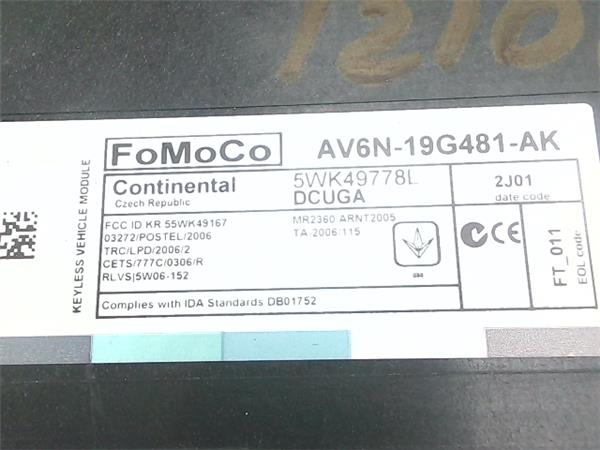 1210
KEYLESS VEHICLE MODULE
FoMoCo
AV6N-19G481-AK
Continental
Czech Republic
5WK49778L
DCUGA
2J01
date code
FCC ID KR 55WK49167
03272/POSTEL/2006
TRC/LPD/2006/2
CETS/777C/0306/R
RLVS|5W06-152
MR2360 ARNT2005
TA-2006/115
CE
FT_011
EOL code
Complies with IDA Standards DB01752